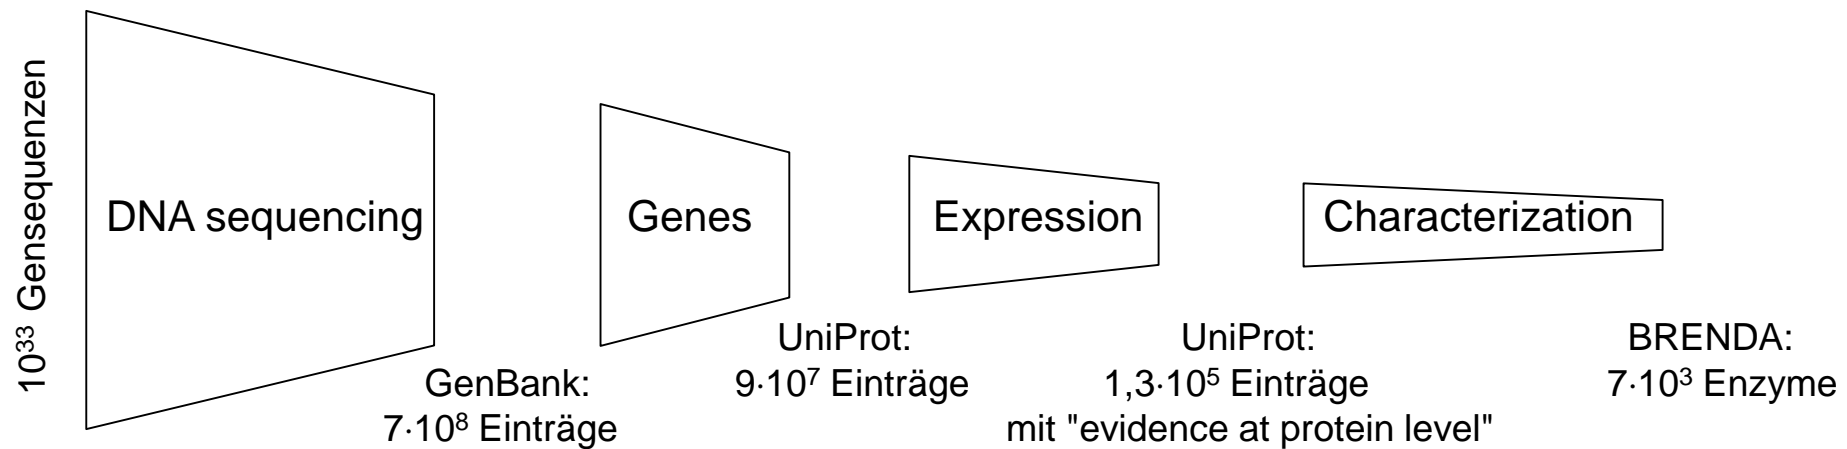 10³³ Gensequenzen
DNA sequencing
Genes
Expression
Characterization
GenBank:
7·10⁸ Einträge
UniProt:
9·10⁷ Einträge
UniProt:
1,3·10⁵ Einträge
mit "evidence at protein level"
BRENDA:
7·10³ Enzyme